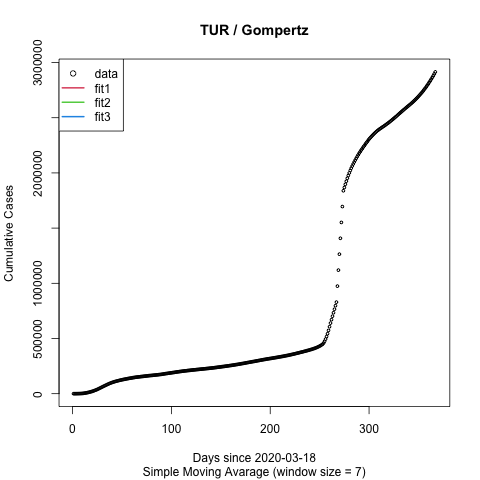 TUR / Gompertz
data
fit1
fit2
fit3
Cumulative Cases
0
500000
1000000
2000000
3000000
0
100
200
300
Days since 2020-03-18
Simple Moving Avarage (window size = 7)